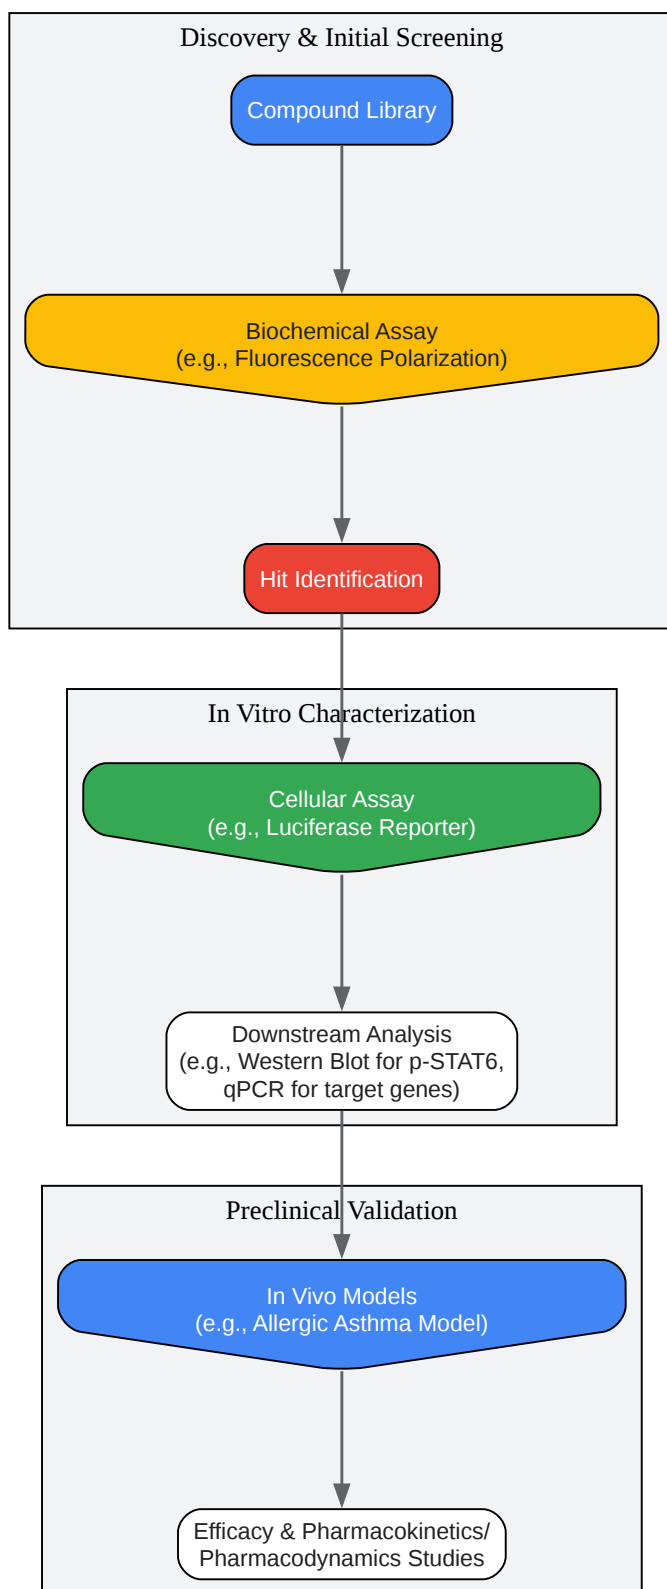 Discovery & Initial Screening
Compound Library
Biochemical Assay
(e.g., Fluorescence Polarization)
Hit Identification
In Vitro Characterization
Cellular Assay
(e.g., Luciferase Reporter)
Downstream Analysis
(e.g., Western Blot for p-STAT6,
qPCR for target genes)
Preclinical Validation
In Vivo Models
(e.g., Allergic Asthma Model)
Efficacy & Pharmacokinetics/
Pharmacodynamics Studies